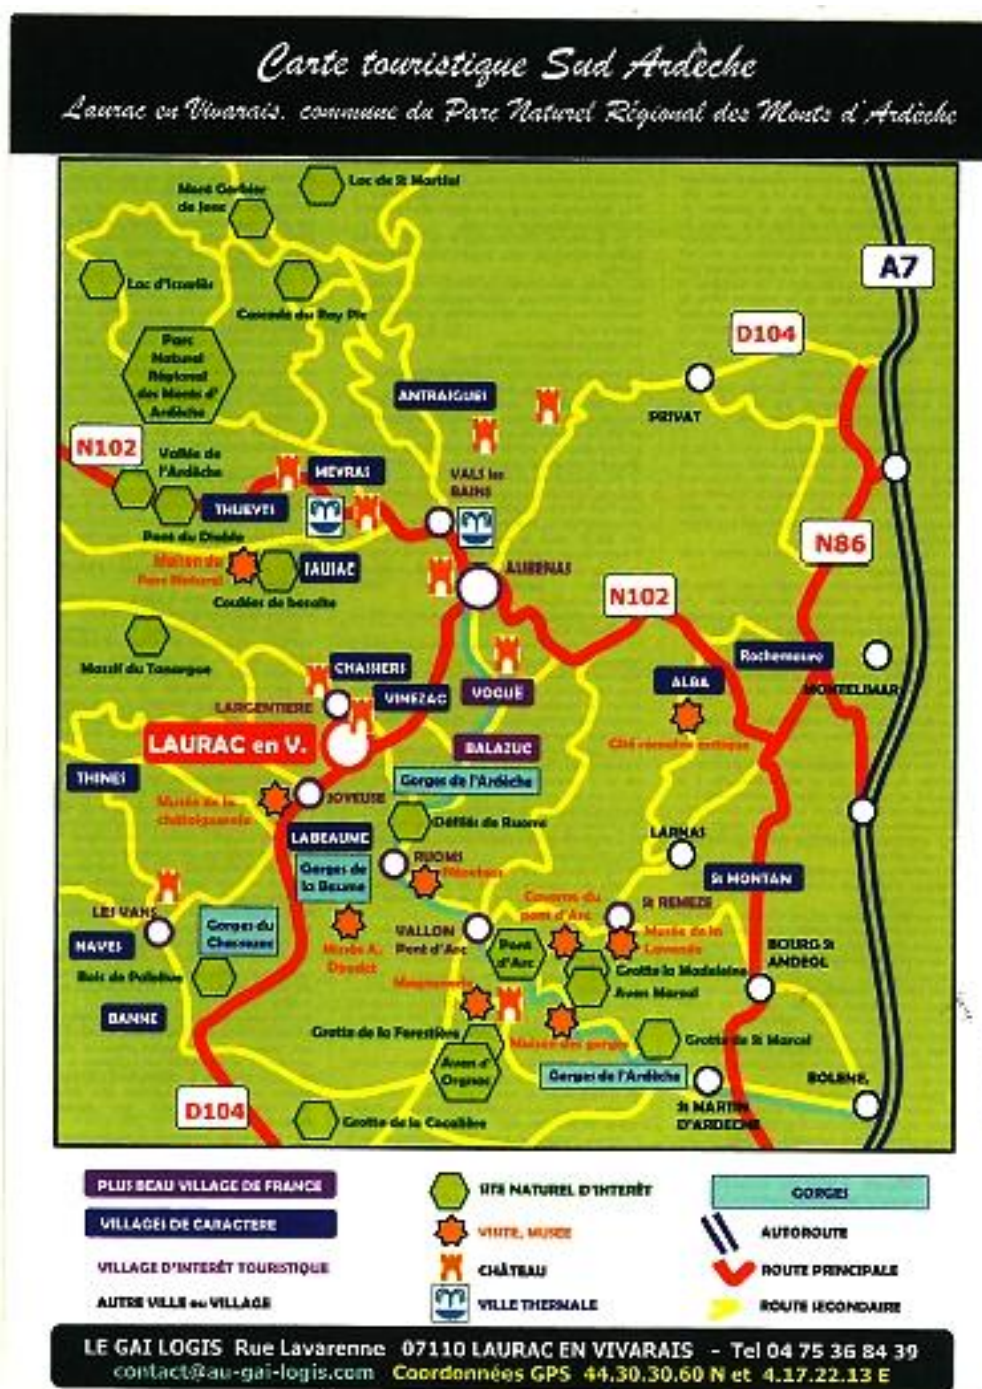 Carte touristique Sud Ardèche
Laurac en Vivarais, commune du Parc Naturel Régional des Monts d'Ardèche
Mont Gerbier
de Jonc
Lac de St Martial
A7
Lac d'Issarlès
Cascade du Ray Pic
D104
Parc
Naturel
Régional
des Monts d'
Ardèche
ANTRAIGUES
PRIVAT
N102
Vallée de
l'Ardèche
MEYRAS
VALS les
BAINS
THUEYTS
Pont du Diable
N86
Maison du
Parc Naturel
JAUJAC
AUBENAS
N102
Coulées de basalte
Massif du Tanargue
CHASSIERS
Rochemaure
VINEZAC
VOGUE
ALBA
MONTELIMAR
LARGENTIERE
LAURAC en V.
BALAZUC
Cité romaine antique
THINES
Gorges de l'Ardèche
Musée de la
châtaigneraie
JOYEUSE
Défilés de Ruoms
LABEAUME
LARNAS
Gorges de
la Beaume
RUOMS
St MONTAN
Caverne du
pont d'Arc
LES VANS
Gorges du
Chassezac
St REMEZE
NAVES
VALLON
Pont d'Arc
Pont
d'Arc
Musée de la
Lavande
BOURG St
ANDEOL
Musée A.
Daudet
Bois de Païolive
Grotte la Madeleine
Magnanerie
Aven Marzal
BANNE
Grotte de la Forestière
Maison des gorges
Grotte de St Marcel
Aven d'
Orgnac
Gorges de l'Ardèche
BOLENE
D104
St MARTIN
D'ARDECHE
Grotte de la Cocalière
PLUS BEAU VILLAGE DE FRANCE
SITE NATUREL D'INTERÊT
GORGES
VILLAGES DE CARACTERE
VISITE, MUSEE
AUTOROUTE
VILLAGE D'INTERÊT TOURISTIQUE
CHÂTEAU
ROUTE PRINCIPALE
AUTRE VILLE ou VILLAGE
VILLE THERMALE
ROUTE SECONDAIRE
LE GAI LOGIS Rue Lavarenne 07110 LAURAC EN VIVARAIS - Tel 04 75 36 84 39
contact@au-gai-logis.com Coordonnées GPS 44.30.30.60 N et 4.17.22.13 E